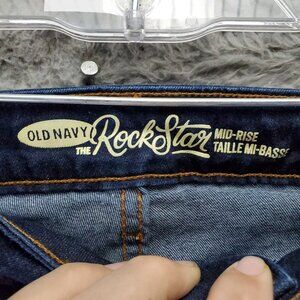 OLD NAVY
THE RockStar MID-RISE
TAILLE MI-BASSE